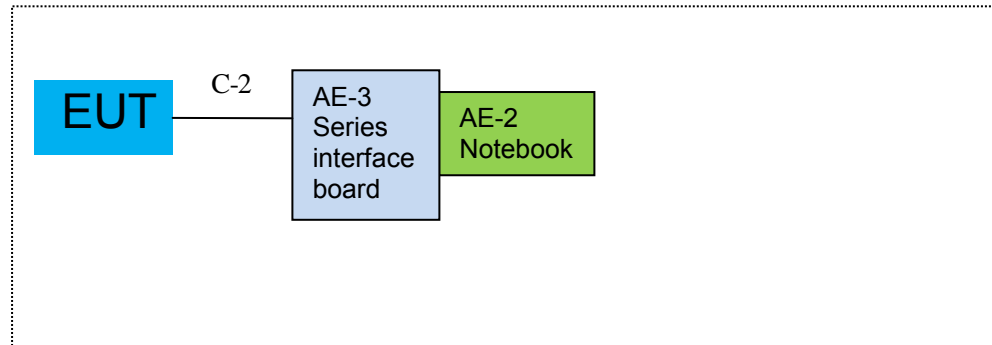 EUT
C-2
AE-3
Series
interface
board
AE-2
Notebook